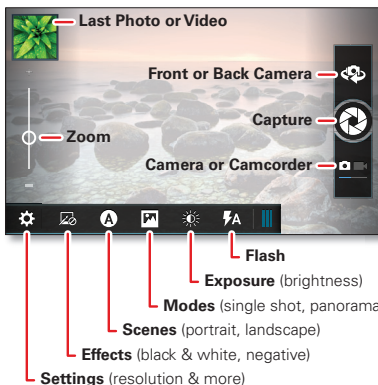 Last Photo or Video
Front or Back Camera
Capture
Zoom
Camera or Camcorder
A
A
Flash
Exposure (brightness)
Modes (single shot, panorama
Scenes (portrait, landscape)
Effects (black & white, negative)
Settings (resolution & more)